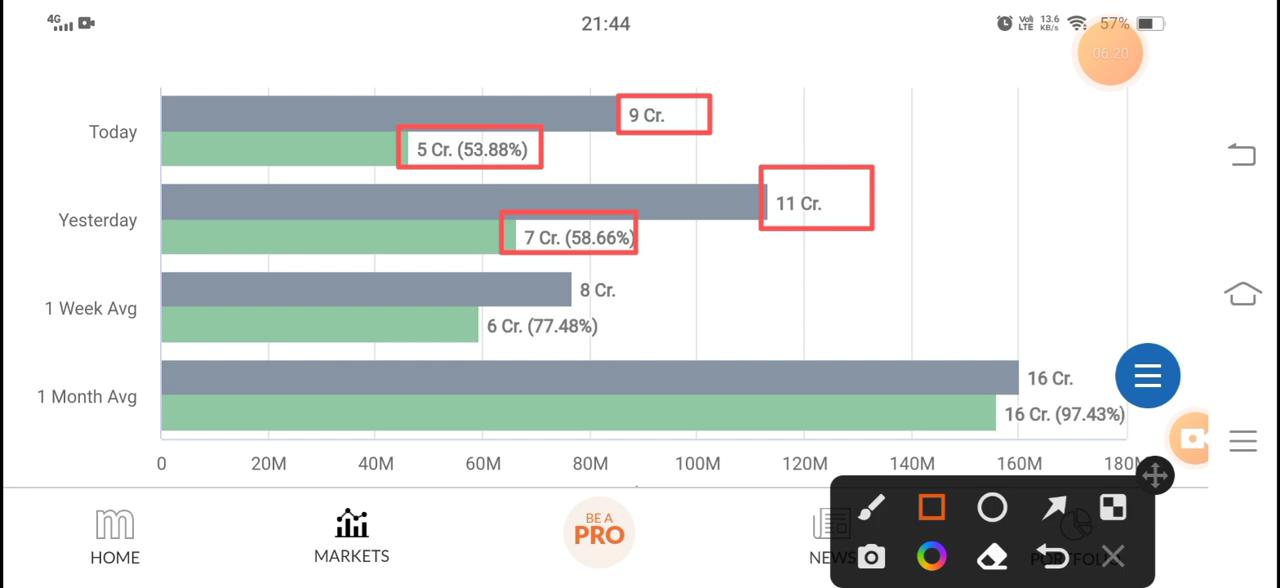 4G 21:44 Voll LTE 13.6 KB/s 57%
06:20
Today
9 Cr.
5 Cr. (53.88%)
Yesterday
11 Cr.
7 Cr. (58.66%)
1 Week Avg
8 Cr.
6 Cr. (77.48%)
1 Month Avg
16 Cr.
16 Cr. (97.43%)
0 20M 40M 60M 80M 100M 120M 140M 160M 180M
BE A
PRO
HOME MARKETS NEWS PORTFOL